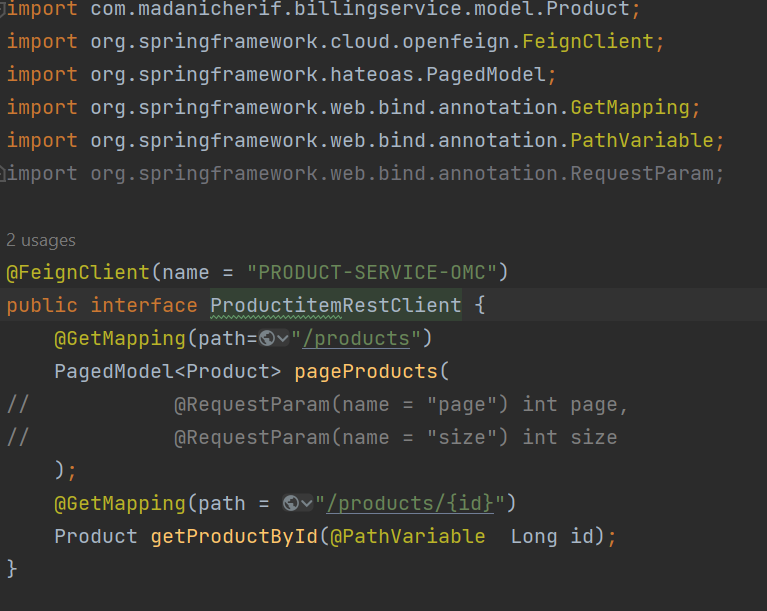 import com.madanicherif.billingservice.model.Product;
import org.springframework.cloud.openfeign.FeignClient;
import org.springframework.hateoas.PagedModel;
import org.springframework.web.bind.annotation.GetMapping;
import org.springframework.web.bind.annotation.PathVariable;
import org.springframework.web.bind.annotation.RequestParam;
2 usages
@FeignClient(name = "PRODUCT-SERVICE-OMC")
public interface ProductitemRestClient {
@GetMapping(path="/products")
PagedModel<Product> pageProducts(
// @RequestParam(name = "page") int page,
// @RequestParam(name = "size") int size
);
@GetMapping(path = "/products/{id}")
Product getProductById(@PathVariable  Long id);
}